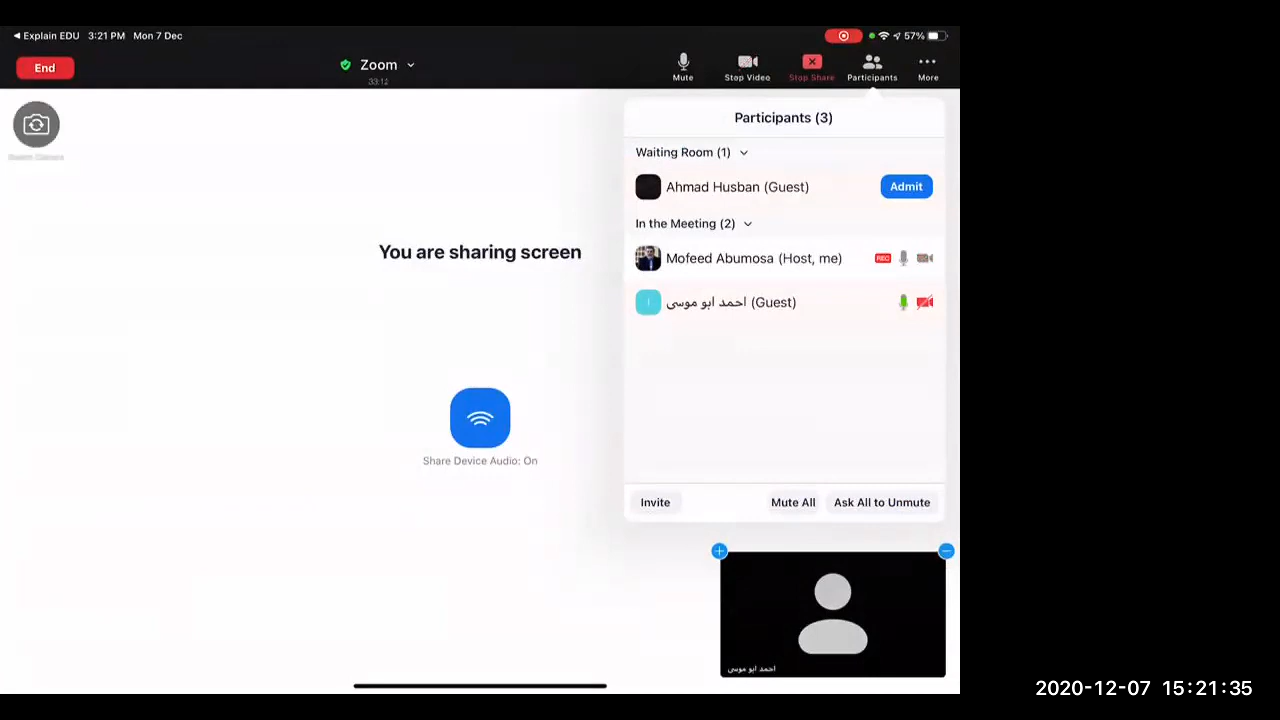 ◀ Explain EDU 3:21 PM Mon 7 Dec 57%
End
Zoom
33:12
Mute
Stop Video
Stop Share
Participants
More
Participants (3)
Waiting Room (1)
Ahmad Husban (Guest)
Admit
In the Meeting (2)
Mofeed Abumosa (Host, me)
REC
ا
احمد ابو موسى (Guest)
You are sharing screen
Share Device Audio: On
Invite
Mute All
Ask All to Unmute
احمد ابو موسى
2020-12-07 15:21:35